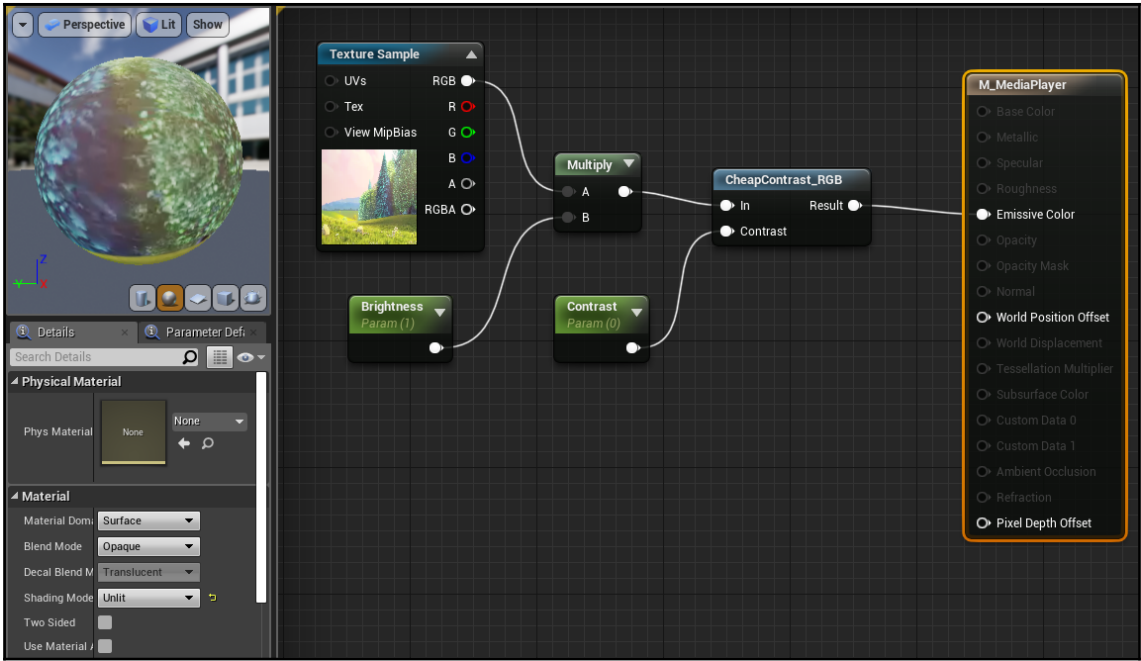 Perspective
Lit
Show
Z
Y
X
Details
Parameter Defa
Search Details
Physical Material
Phys Material
None
None
Material
Material Doma
Surface
Blend Mode
Opaque
Decal Blend M
Translucent
Shading Mode
Unlit
Two Sided
Use Material A
Texture Sample
UVs
RGB
Tex
R
View MipBias
G
B
A
RGBA
Multiply
A
B
Brightness
Param (1)
Contrast
Param (0)
CheapContrast_RGB
In
Result
Contrast
M_MediaPlayer
Base Color
Metallic
Specular
Roughness
Emissive Color
Opacity
Opacity Mask
Normal
World Position Offset
World Displacement
Tessellation Multiplier
Subsurface Color
Custom Data 0
Custom Data 1
Ambient Occlusion
Refraction
Pixel Depth Offset